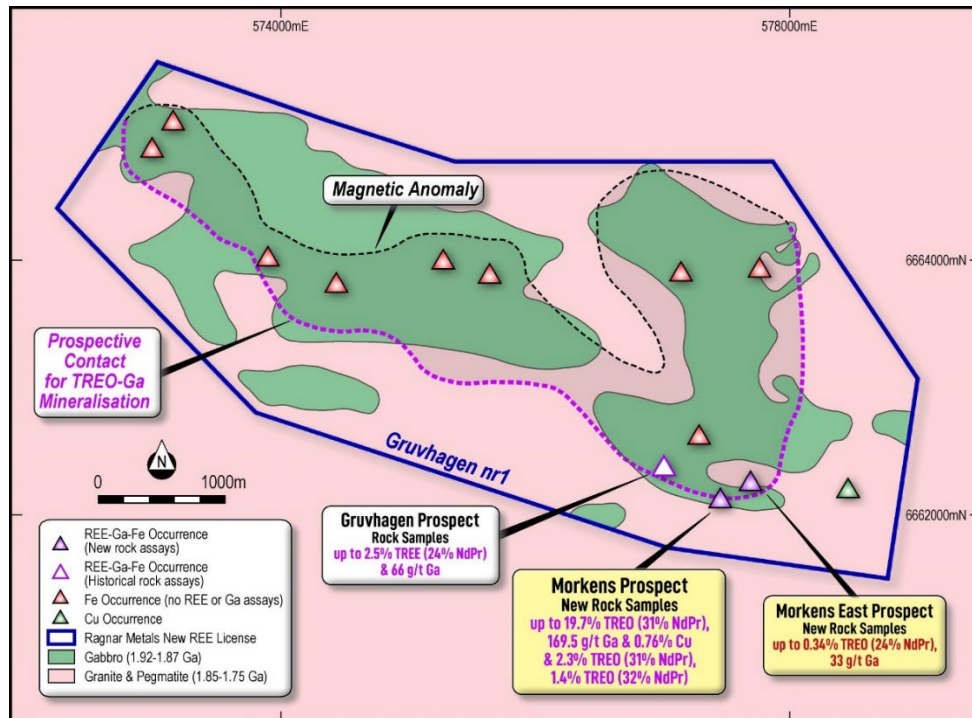 574000mE
578000mE
Magnetic Anomaly
6664000mN
Prospective
Contact
for TREO-Ga
Mineralisation
Gruvhagen nr1
N
0 1000m
6662000mN
Gruvhagen Prospect
Rock Samples
up to 2.5% TREE (24% NdPr)
& 66 g/t Ga
Morkens Prospect
New Rock Samples
up to 19.7% TREO (31% NdPr),
169.5 g/t Ga & 0.76% Cu
& 2.3% TREO (31% NdPr),
1.4% TREO (32% NdPr)
Morkens East Prospect
New Rock Samples
up to 0.34% TREO (24% NdPr),
33 g/t Ga
REE-Ga-Fe Occurrence
(New rock assays)
REE-Ga-Fe Occurrence
(Historical rock assays)
Fe Occurrence (no REE or Ga assays)
Cu Occurrence
Ragnar Metals New REE License
Gabbro (1.92-1.87 Ga)
Granite & Pegmatite (1.85-1.75 Ga)